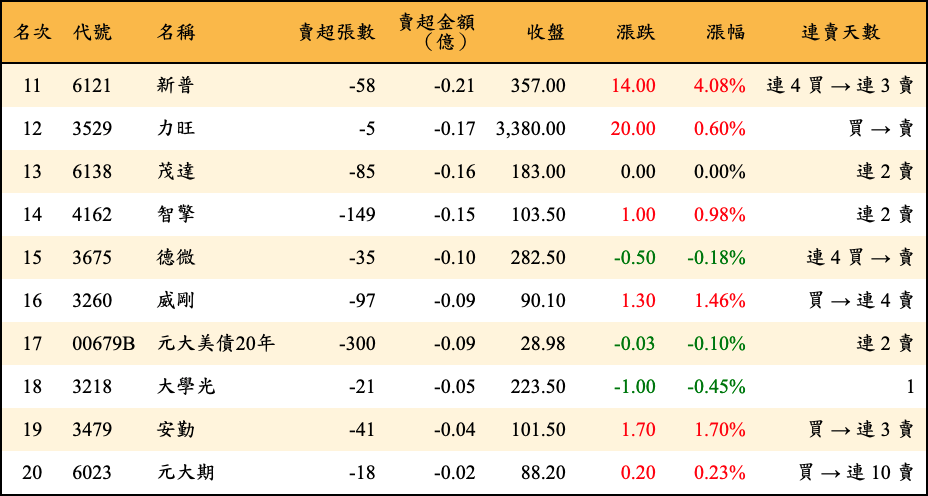 名次 代號 名稱 賣超張數 賣超金額（億） 收盤 漲跌 漲幅 連賣天數
11 6121 新普 -58 -0.21 357.00 14.00 4.08% 連 4 買 → 連 3 賣
12 3529 力旺 -5 -0.17 3,380.00 20.00 0.60% 買 → 賣
13 6138 茂達 -85 -0.16 183.00 0.00 0.00% 連 2 賣
14 4162 智擎 -149 -0.15 103.50 1.00 0.98% 連 2 賣
15 3675 德微 -35 -0.10 282.50 -0.50 -0.18% 連 4 買 → 賣
16 3260 威剛 -97 -0.09 90.10 1.30 1.46% 買 → 連 4 賣
17 00679B 元大美債20年 -300 -0.09 28.98 -0.03 -0.10% 連 2 賣
18 3218 大學光 -21 -0.05 223.50 -1.00 -0.45% 1
19 3479 安勤 -41 -0.04 101.50 1.70 1.70% 買 → 連 3 賣
20 6023 元大期 -18 -0.02 88.20 0.20 0.23% 買 → 連 10 賣